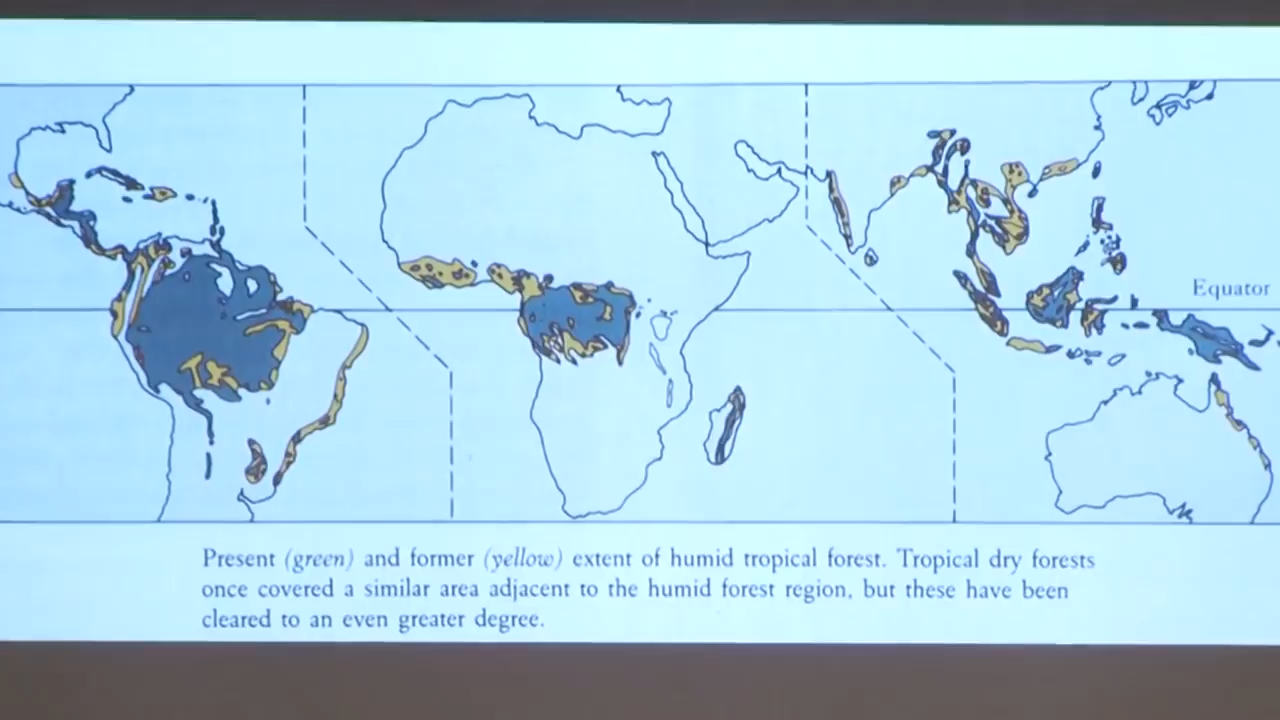 Equator
Present (green) and former (yellow) extent of humid tropical forest. Tropical dry forests
once covered a similar area adjacent to the humid forest region, but these have been
cleared to an even greater degree.